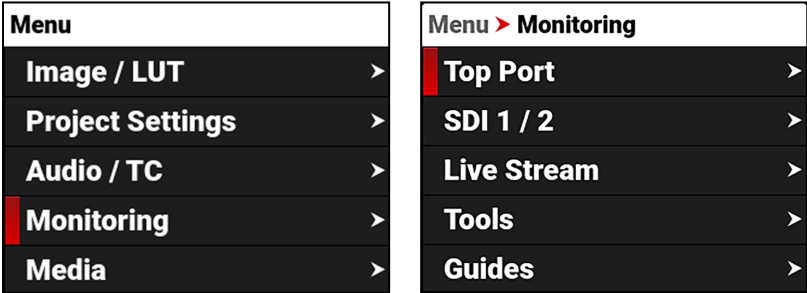 Menu
Image / LUT
Project Settings
Audio / TC
Monitoring
Media
Menu ➤ Monitoring
Top Port
SDI 1 / 2
Live Stream
Tools
Guides